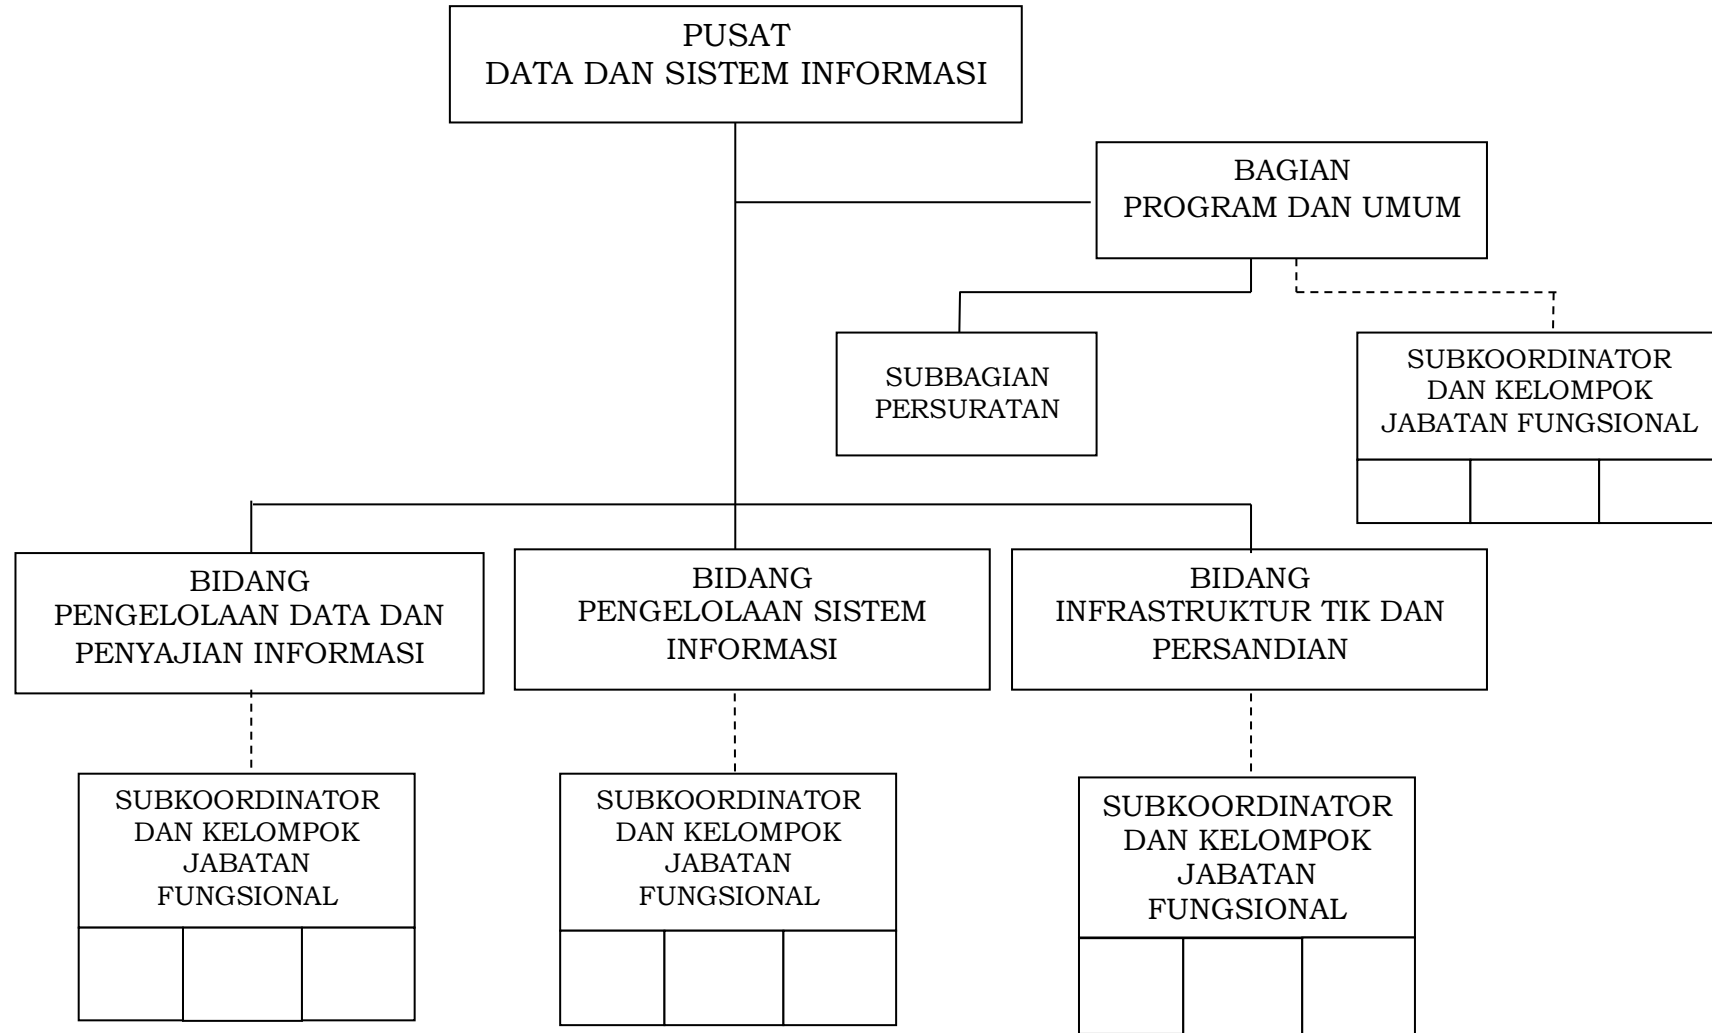 PUSAT
DATA DAN SISTEM INFORMASI
BAGIAN
PROGRAM DAN UMUM
SUBBAGIAN
PERSURATAN
SUBKOORDINATOR
DAN KELOMPOK
JABATAN FUNGSIONAL
BIDANG
PENGELOLAAN DATA DAN
PENYAJIAN INFORMASI
BIDANG
PENGELOLAAN SISTEM
INFORMASI
BIDANG
INFRASTRUKTUR TIK DAN
PERSANDIAN
SUBKOORDINATOR
DAN KELOMPOK
JABATAN
FUNGSIONAL
SUBKOORDINATOR
DAN KELOMPOK
JABATAN
FUNGSIONAL
SUBKOORDINATOR
DAN KELOMPOK
JABATAN
FUNGSIONAL